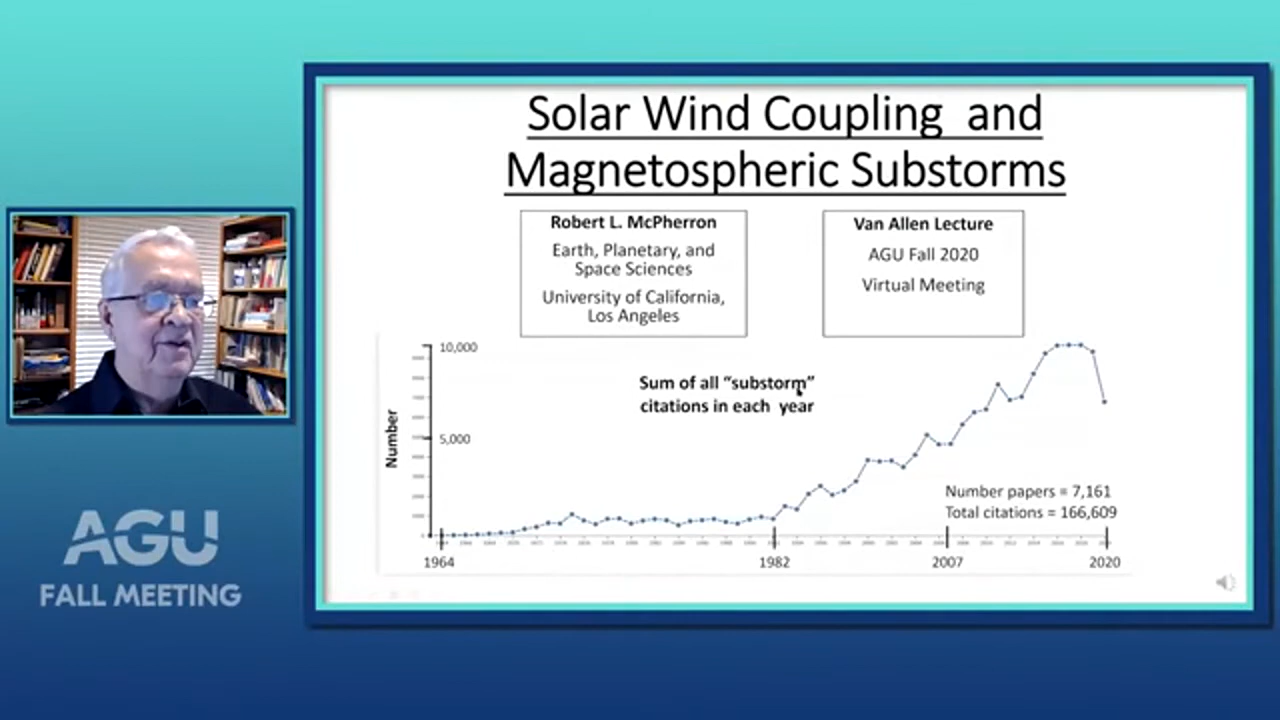 Solar Wind Coupling and
Magnetospheric Substorms
Robert L. McPherron
Earth, Planetary, and
Space Sciences
University of California,
Los Angeles
Van Allen Lecture
AGU Fall 2020
Virtual Meeting
10,000
Sum of all “substorm”
citations in each year
Number
5,000
Number papers = 7,161
Total citations = 166,609
1964
1982
2007
2020
AGU
FALL MEETING